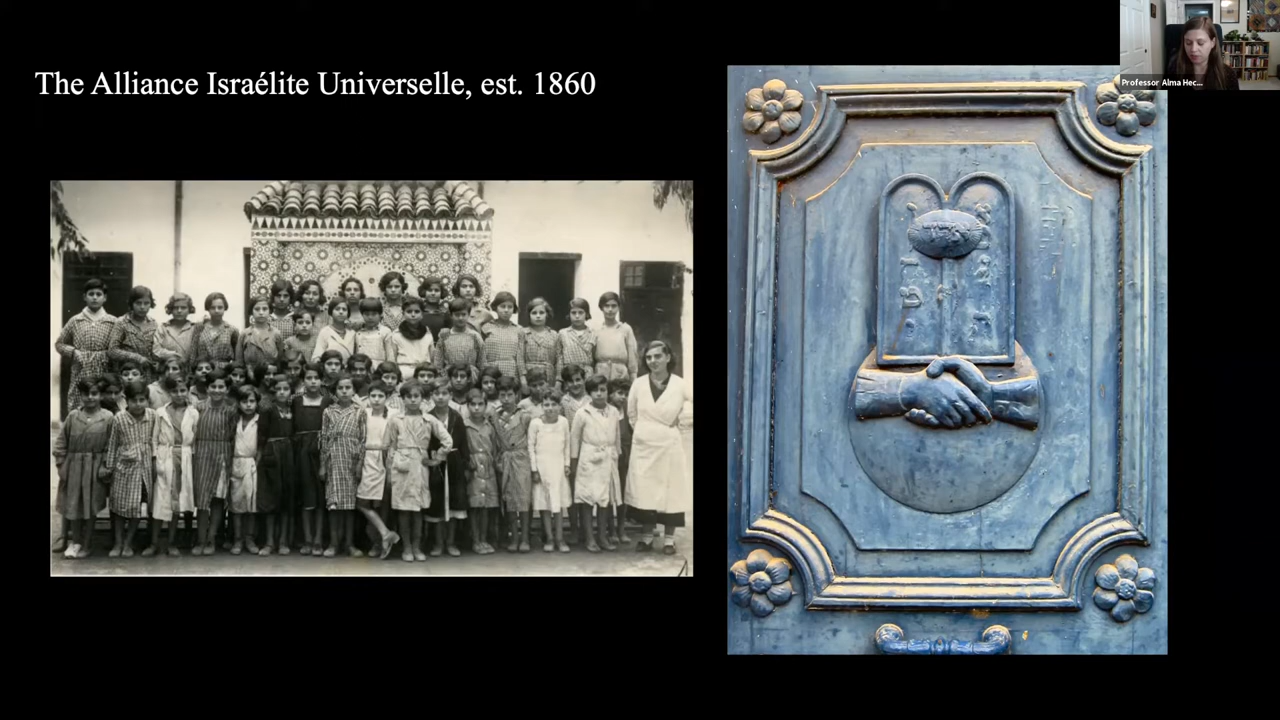 The Alliance Israélite Universelle, est. 1860
Professor Alma Hec...